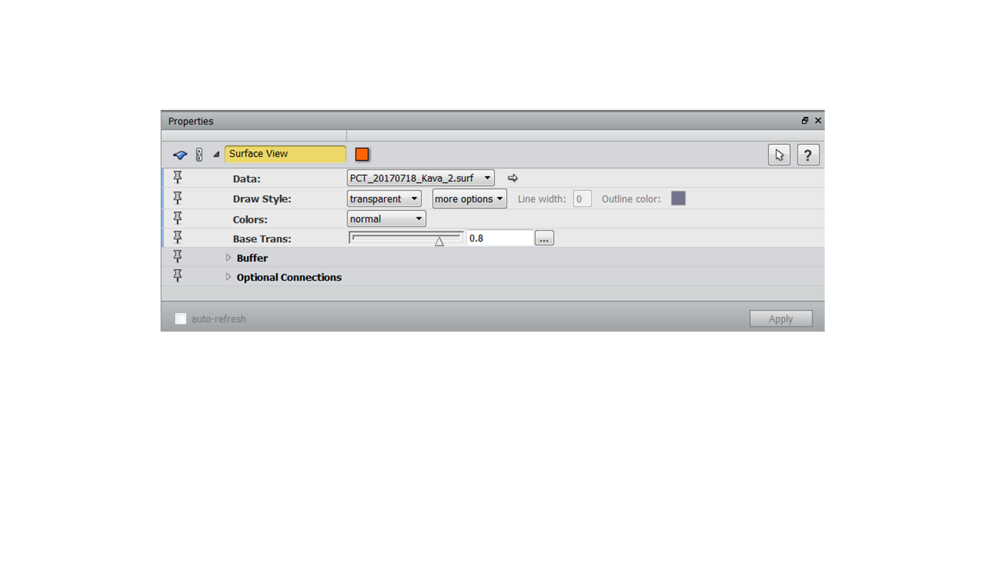 Properties
Surface View ?
Data: PCT_20170718_Kava_2.surf
Draw Style: transparent more options Line width: 0 Outline color:
Colors: normal
Base Trans: 0.8 ...
Buffer
Optional Connections
auto-refresh Apply